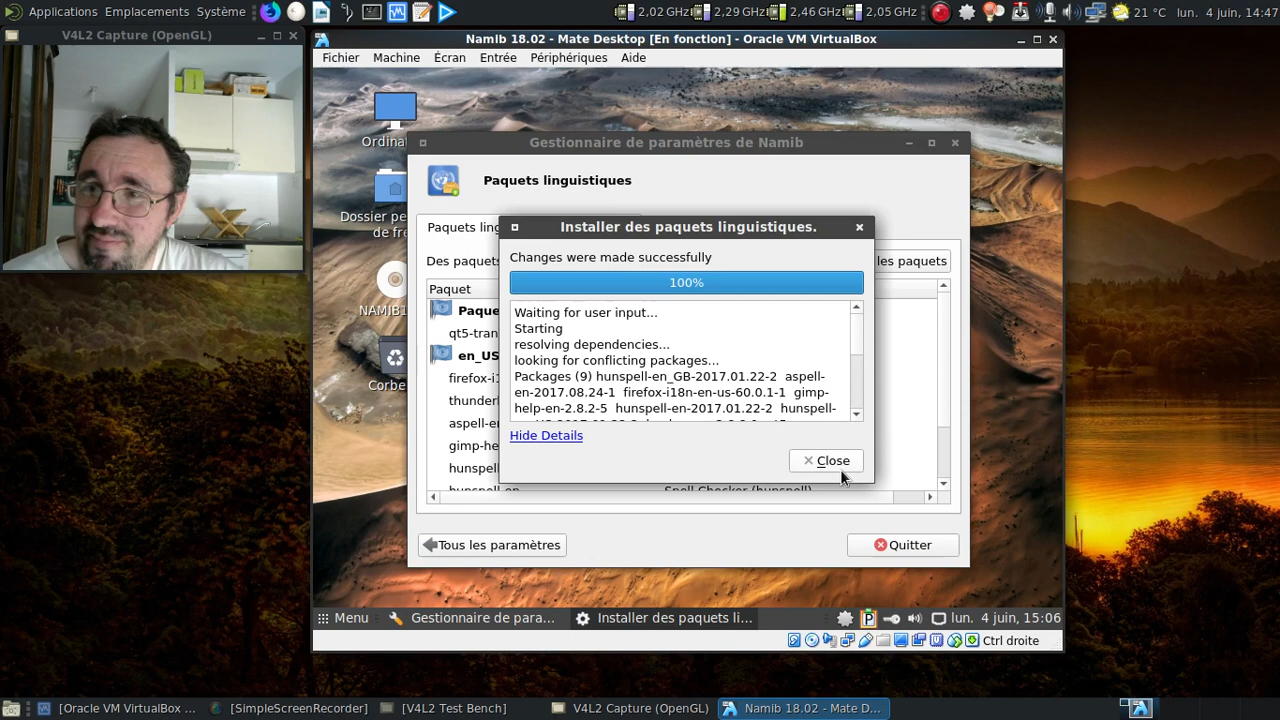 Applications Emplacements Système 2,02 GHz 2,29 GHz 2,46 GHz 2,05 GHz 21 °C lun. 4 juin, 14:47
V4L2 Capture (OpenGL)
Namib 18.02 - Mate Desktop [En fonction] - Oracle VM VirtualBox
Fichier Machine Écran Entrée Périphériques Aide
Ordinat
Dossier pe
de fre
NAMIB1
Corbe
Gestionnaire de paramètres de Namib
Paquets linguistiques
Paquets ling
Des paquets les paquets
Paquet
Paque
qt5-tran
en_US
firefox-i1
thunder
aspell-en
gimp-he
hunspell
hunspell-en Spell Checker (hunspell)
Tous les paramètres Quitter
Installer des paquets linguistiques.
Changes were made successfully
100%
Waiting for user input...
Starting
resolving dependencies...
looking for conflicting packages...
Packages (9) hunspell-en_GB-2017.01.22-2 aspell-
en-2017.08.24-1 firefox-i18n-en-us-60.0.1-1 gimp-
help-en-2.8.2-5 hunspell-en-2017.01.22-2 hunspell-
Hide Details
Close
Menu Gestionnaire de para... Installer des paquets li... lun. 4 juin, 15:06
Ctrl droite
[Oracle VM VirtualBox ... [SimpleScreenRecorder] [V4L2 Test Bench] V4L2 Capture (OpenGL) Namib 18.02 - Mate D...